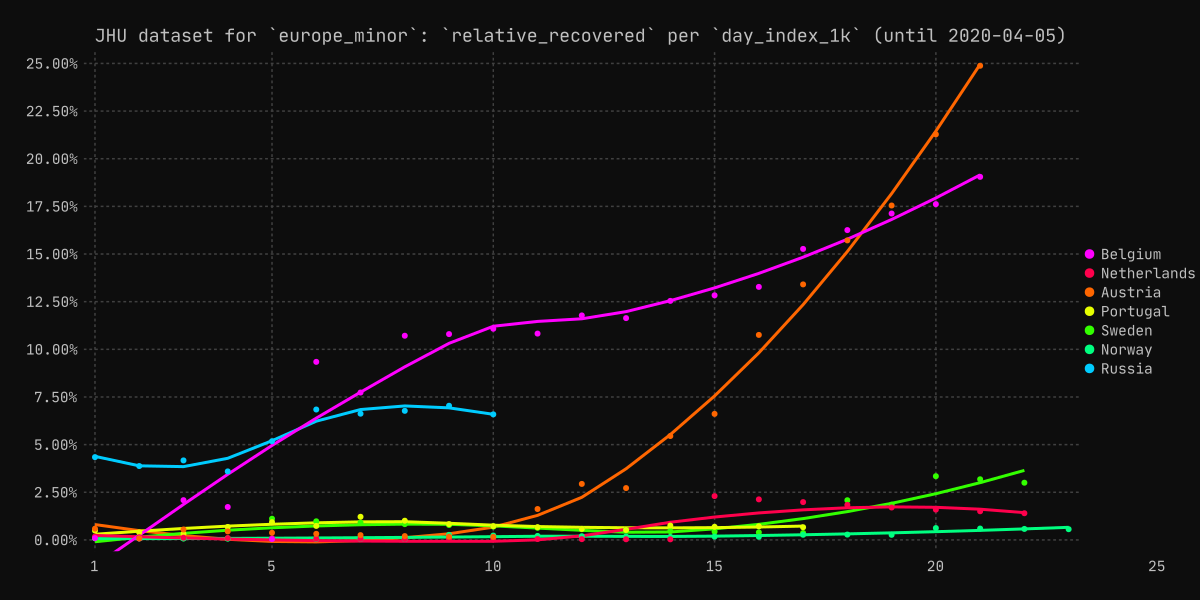 JHU dataset for `europe_minor`: `relative_recovered` per `day_index_1k` (until 2020-04-05)
25.00%
22.50%
20.00%
17.50%
15.00%
12.50%
10.00%
7.50%
5.00%
2.50%
0.00%
1 5 10 15 20 25
Belgium
Netherlands
Austria
Portugal
Sweden
Norway
Russia